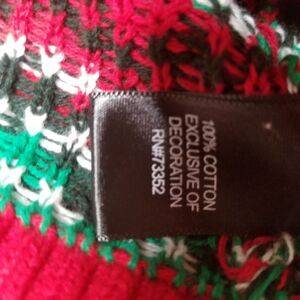 100% COTTON
EXCLUSIVE OF
DECORATION
RN#73352